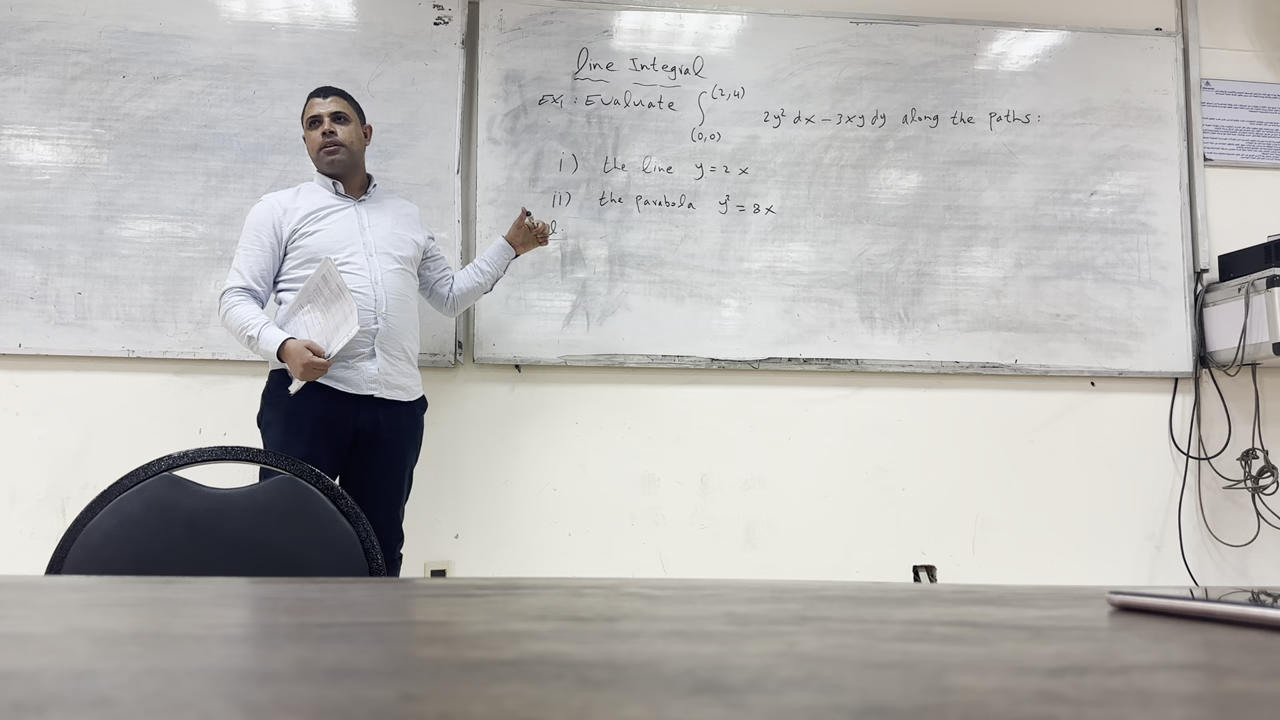 Line Integral
EX1 : Evaluate ∫(0,0)^(2,4) 2y² dx – 3xy dy along the paths :
i) the line y = 2x
ii) the parabola y² = 8x